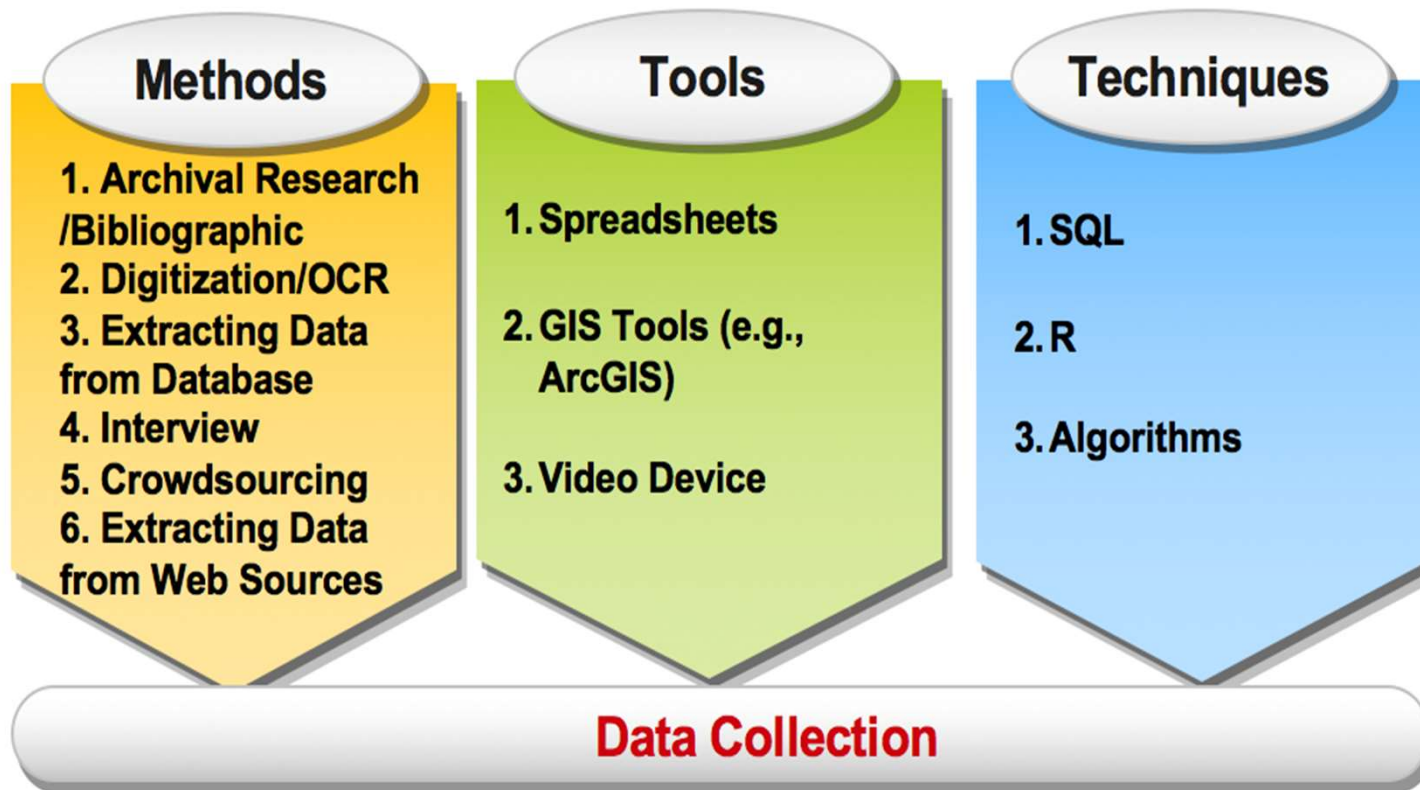 Methods
1. Archival Research
/Bibliographic
2. Digitization/OCR
3. Extracting Data
from Database
4. Interview
5. Crowdsourcing
6. Extracting Data
from Web Sources
Tools
1. Spreadsheets
2. GIS Tools (e.g.,
ArcGIS)
3. Video Device
Techniques
1. SQL
2. R
3. Algorithms
Data Collection